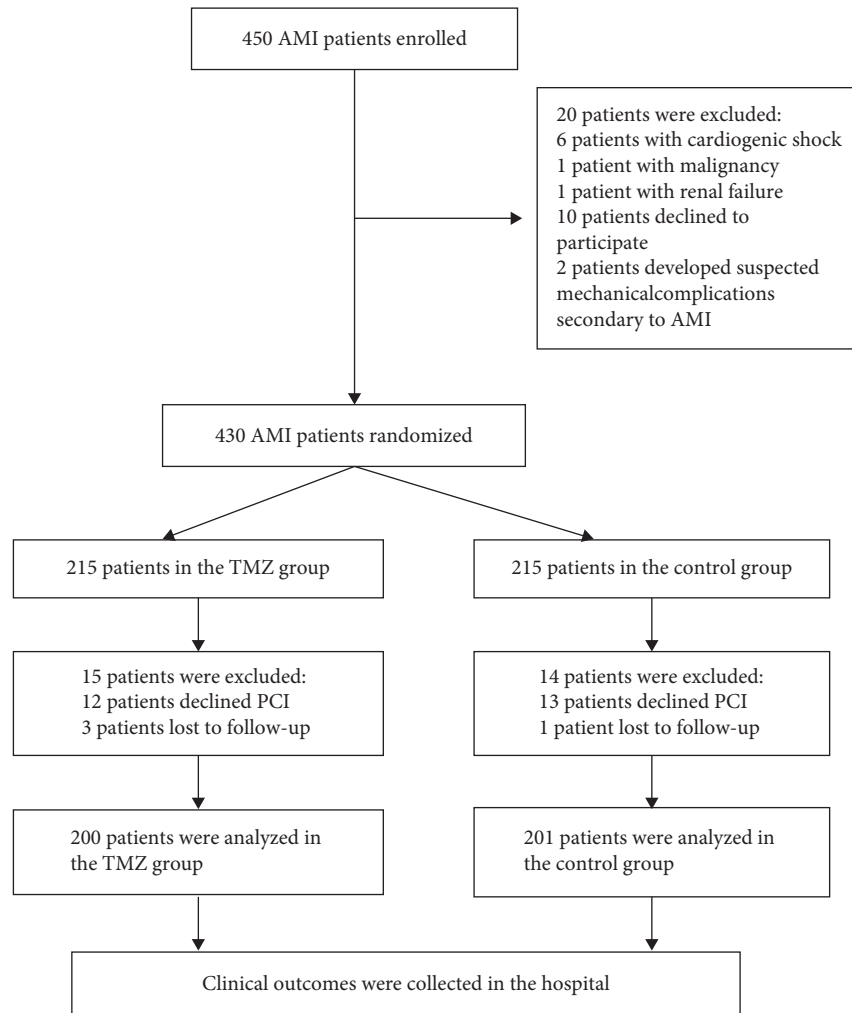 450 AMI patients enrolled
20 patients were excluded:
6 patients with cardiogenic shock
1 patient with malignancy
1 patient with renal failure
10 patients declined to
participate
2 patients developed suspected
mechanicalcomplications
secondary to AMI
430 AMI patients randomized
215 patients in the TMZ group
215 patients in the control group
15 patients were excluded:
12 patients declined PCI
3 patients lost to follow-up
14 patients were excluded:
13 patients declined PCI
1 patient lost to follow-up
200 patients were analyzed in
the TMZ group
201 patients were analyzed in
the control group
Clinical outcomes were collected in the hospital